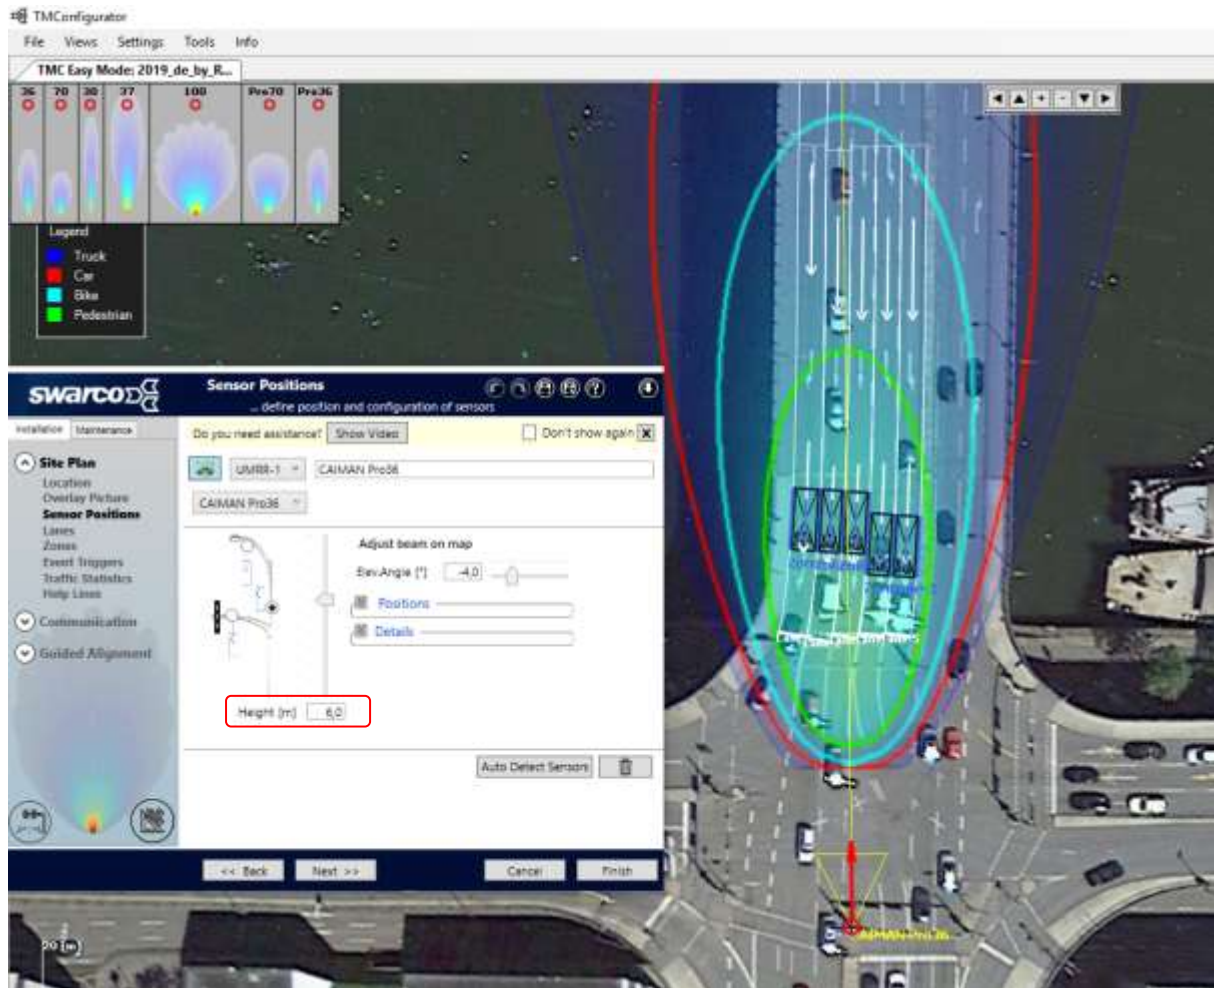 TMConfigurator
File Views Settings Tools Info
TMC Easy Mode: 2019_de_by_R...
36 70 30 37 100 Pro70 Pro36
Legend
Truck
Car
Bike
Pedestrian
swarco
Sensor Positions
... define position and configuration of sensors
Installation Maintenance
Do you need assistance? Show Video Don't show again X
Site Plan
Location
Overlay Picture
Sensor Positions
Lanes
Zones
Event Triggers
Traffic Statistics
Help Lines
Communication
Guided Alignment
UMRR-1 CAIMAN Pro36
CAIMAN Pro36
Adjust beam on map
Elev.Angle [°] -4,0
Positions
Details
Height [m] 6,0
Auto Detect Sensors
<< Back Next >> Cancel Finish
20 [m]
CAIMAN Pro36